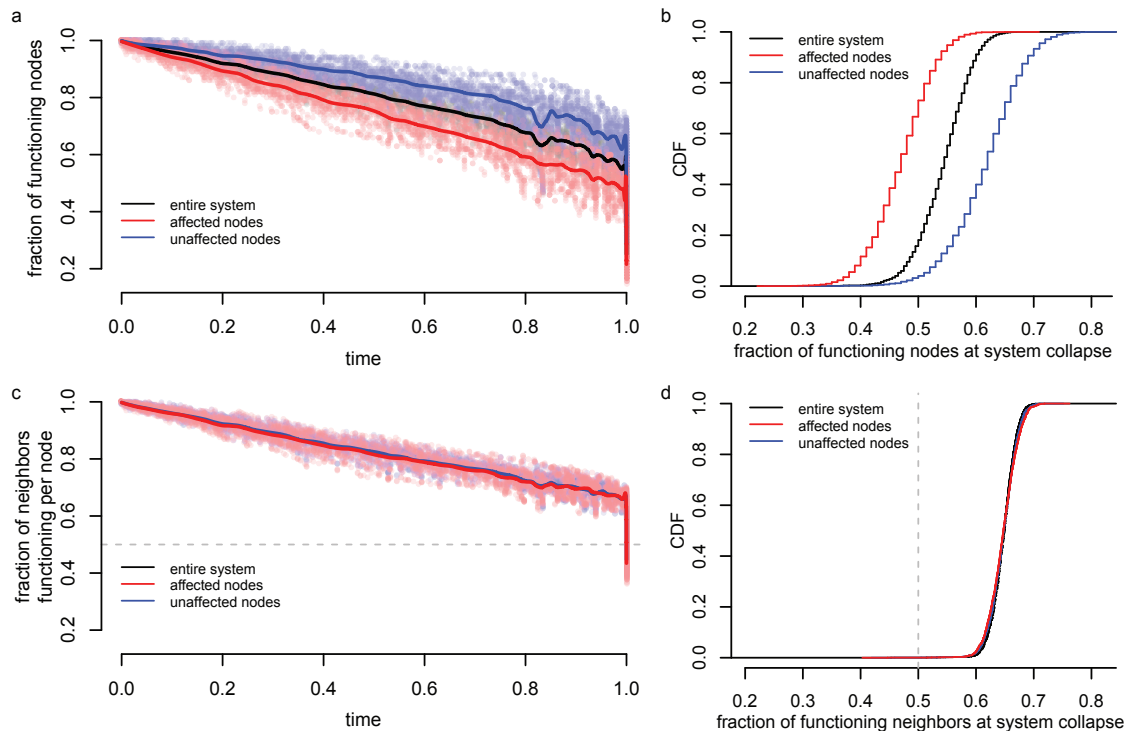 a
fraction of functioning nodes
1.0
0.8
0.6
0.4
0.2
entire system
affected nodes
unaffected nodes
0.0 0.2 0.4 0.6 0.8 1.0
time
b
CDF
1.0
0.8
0.6
0.4
0.2
0.0
entire system
affected nodes
unaffected nodes
0.2 0.3 0.4 0.5 0.6 0.7 0.8
fraction of functioning nodes at system collapse
c
fraction of neighbors
functioning per node
1.0
0.8
0.6
0.4
0.2
entire system
affected nodes
unaffected nodes
0.0 0.2 0.4 0.6 0.8 1.0
time
d
CDF
1.0
0.8
0.6
0.4
0.2
0.0
entire system
affected nodes
unaffected nodes
0.2 0.3 0.4 0.5 0.6 0.7 0.8
fraction of functioning neighbors at system collapse